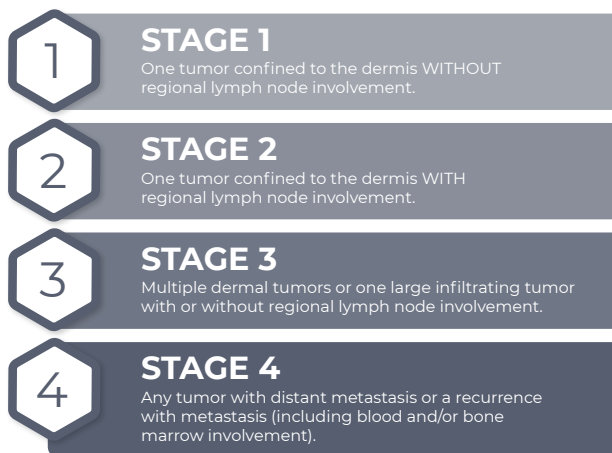 1
STAGE 1
One tumor confined to the dermis WITHOUT
regional lymph node involvement.
2
STAGE 2
One tumor confined to the dermis WITH
regional lymph node involvement.
3
STAGE 3
Multiple dermal tumors or one large infiltrating tumor
with or without regional lymph node involvement.
4
STAGE 4
Any tumor with distant metastasis or a recurrence
with metastasis (including blood and/or bone
marrow involvement).